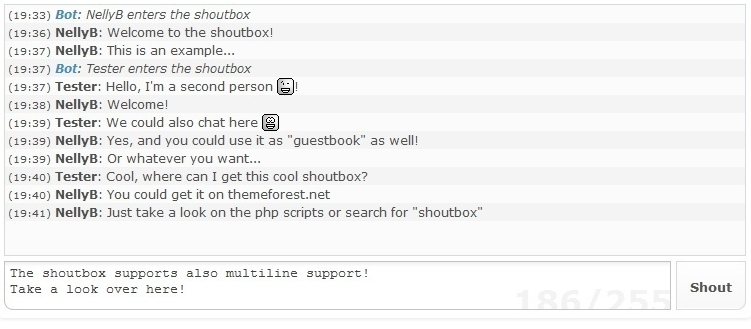 (19:33) Bot: NellyB enters the shoutbox
(19:36) NellyB: Welcome to the shoutbox!
(19:37) NellyB: This is an example...
(19:37) Bot: Tester enters the shoutbox
(19:37) Tester: Hello, I'm a second person !
(19:38) NellyB: Welcome!
(19:39) Tester: We could also chat here
(19:39) NellyB: Yes, and you could use it as "guestbook" as well!
(19:39) NellyB: Or whatever you want...
(19:40) Tester: Cool, where can I get this cool shoutbox?
(19:40) NellyB: You could get it on themeforest.net
(19:41) NellyB: Just take a look on the php scripts or search for "shoutbox"
The shoutbox supports also multiline support!
Take a look over here!
186/255
Shout